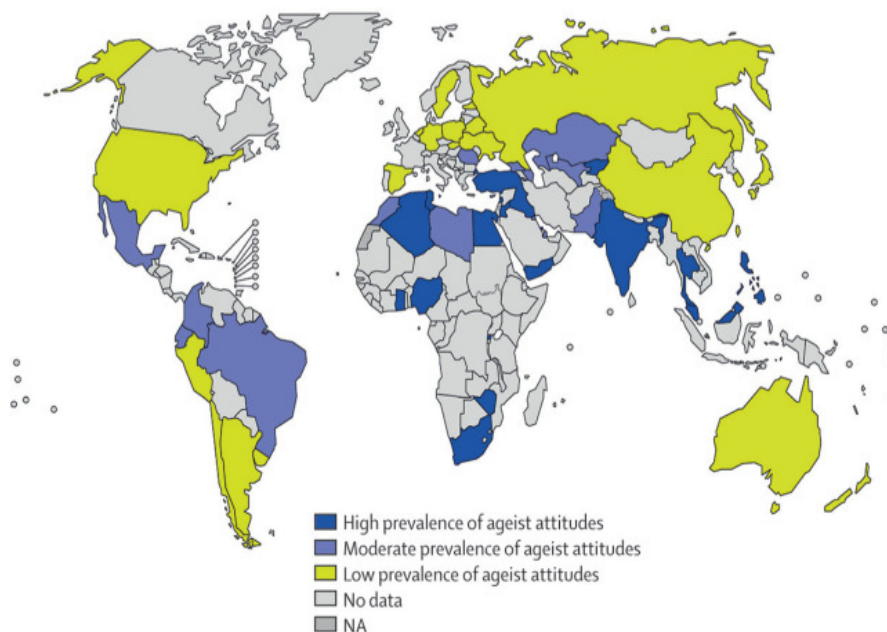 High prevalence of ageist attitudes
Moderate prevalence of ageist attitudes
Low prevalence of ageist attitudes
No data
NA